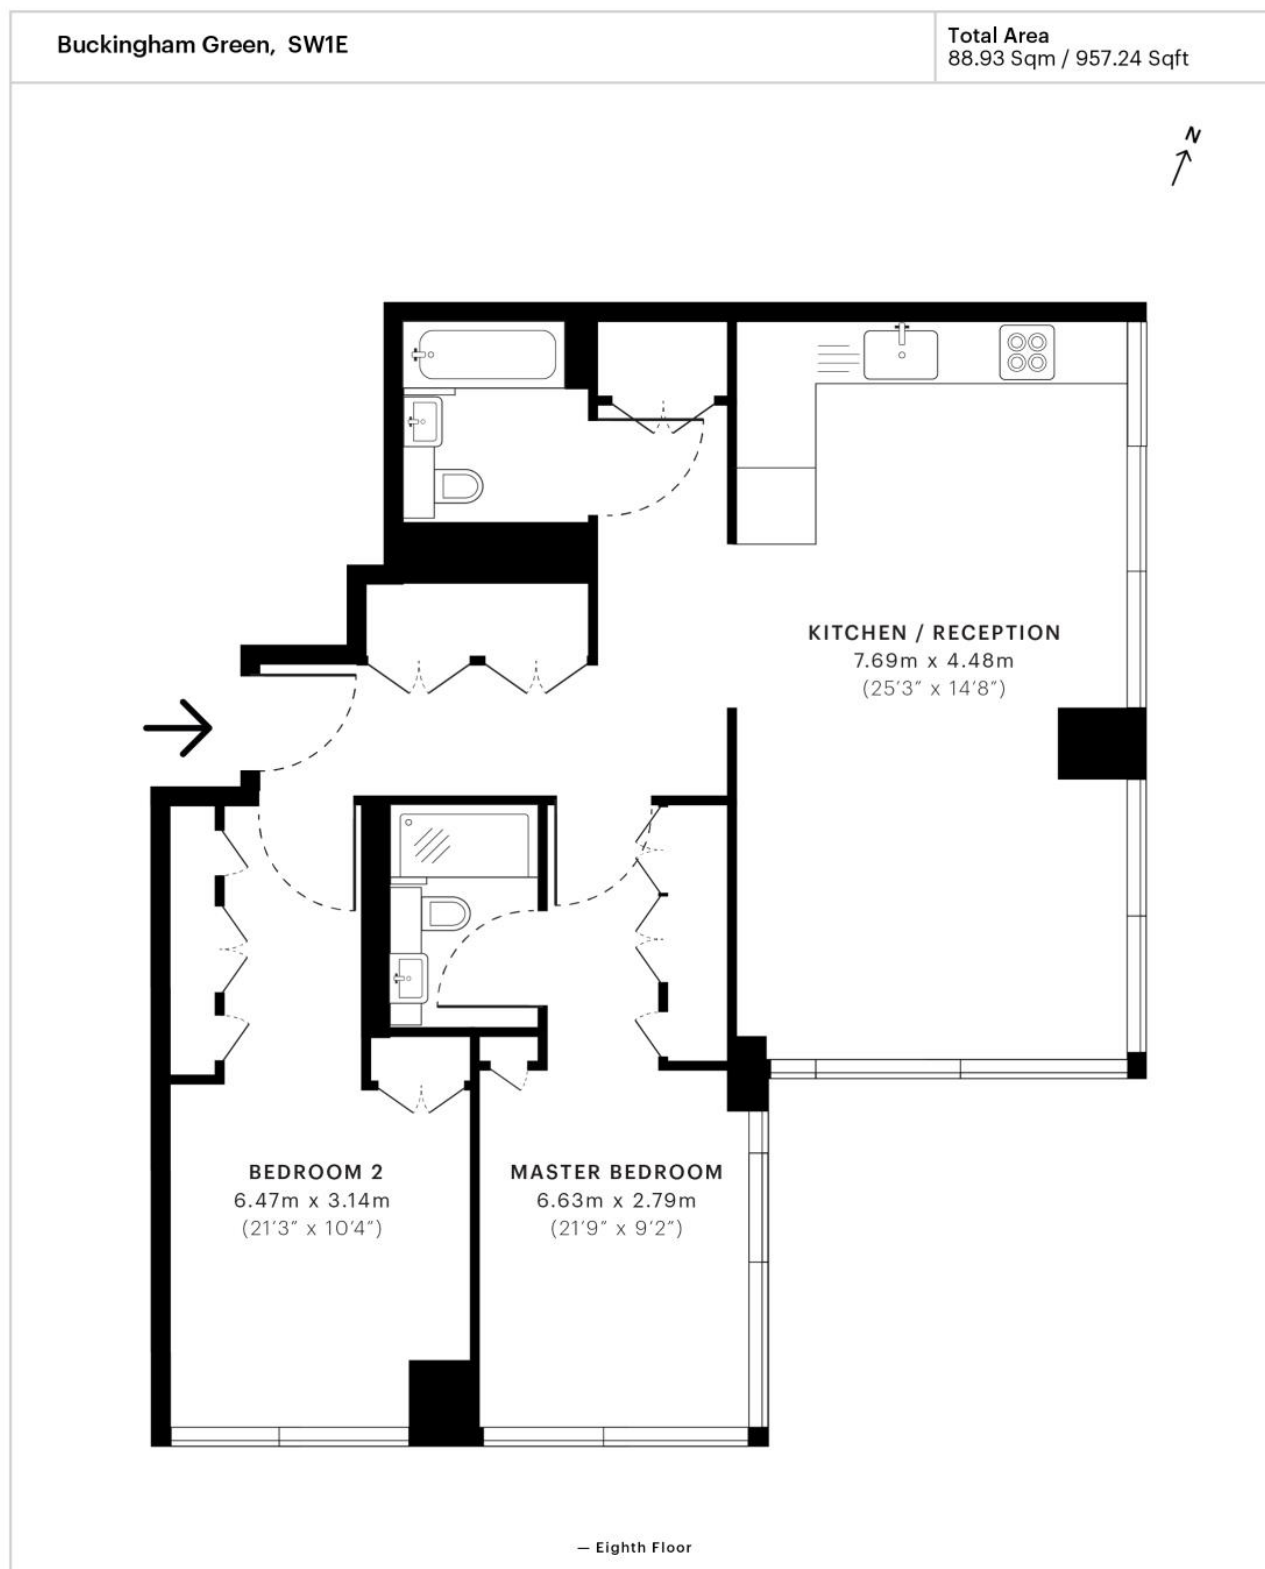 Buckingham Green, SW1E
Total Area
88.93 Sqm / 957.24 Sqft
N
KITCHEN / RECEPTION
7.69m x 4.48m
(25’3” x 14’8”)
BEDROOM 2
6.47m x 3.14m
(21’3” x 10’4”)
MASTER BEDROOM
6.63m x 2.79m
(21’9” x 9’2”)
— Eighth Floor